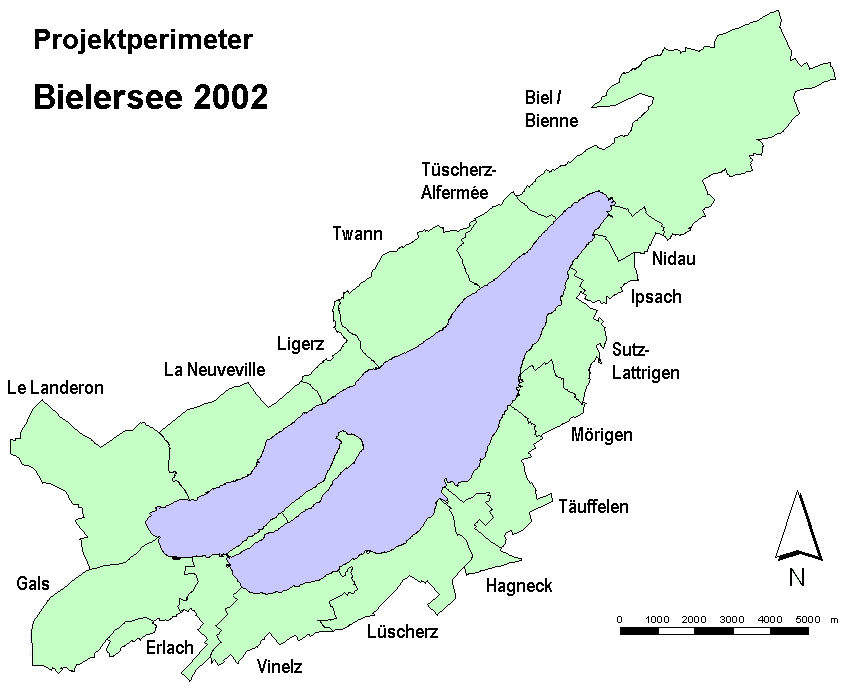 Projektperimeter
Bielersee 2002
Biel /
Bienne
Tüscherz-
Alfermée
Twann
Nidau
Ipsach
Ligerz
Sutz-
Lattrigen
La Neuveville
Le Landeron
Mörigen
Täuffelen
N
Gals
Hagneck
0 1000 2000 3000 4000 5000 m
Lüscherz
Erlach
Vinelz